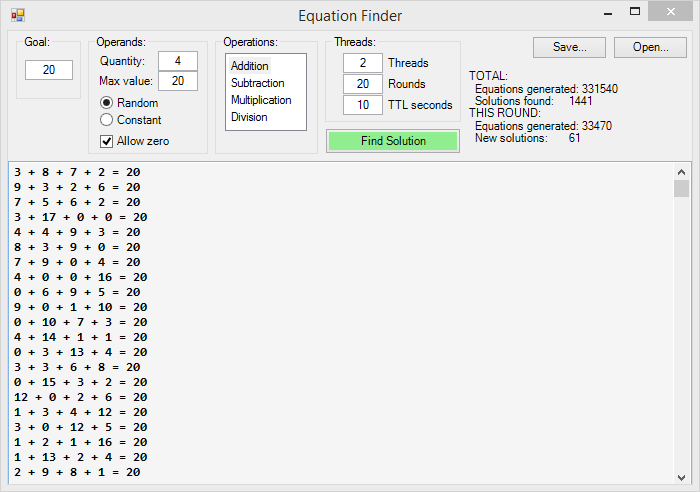 Equation Finder
Goal:
20
Operands:
Quantity: 4
Max value: 20
Random
Constant
Allow zero
Operations:
Addition
Subtraction
Multiplication
Division
Threads:
2 Threads
20 Rounds
10 TTL seconds
Find Solution
Save...
Open...
TOTAL:
Equations generated: 331540
Solutions found: 1441
THIS ROUND:
Equations generated: 33470
New solutions: 61
3 + 8 + 7 + 2 = 20
9 + 3 + 2 + 6 = 20
7 + 5 + 6 + 2 = 20
3 + 17 + 0 + 0 = 20
4 + 4 + 9 + 3 = 20
8 + 3 + 9 + 0 = 20
7 + 9 + 0 + 4 = 20
4 + 0 + 0 + 16 = 20
0 + 6 + 9 + 5 = 20
9 + 0 + 1 + 10 = 20
0 + 10 + 7 + 3 = 20
4 + 14 + 1 + 1 = 20
0 + 3 + 13 + 4 = 20
3 + 3 + 6 + 8 = 20
0 + 15 + 3 + 2 = 20
12 + 0 + 2 + 6 = 20
1 + 3 + 4 + 12 = 20
3 + 0 + 12 + 5 = 20
1 + 2 + 1 + 16 = 20
1 + 13 + 2 + 4 = 20
2 + 9 + 8 + 1 = 20